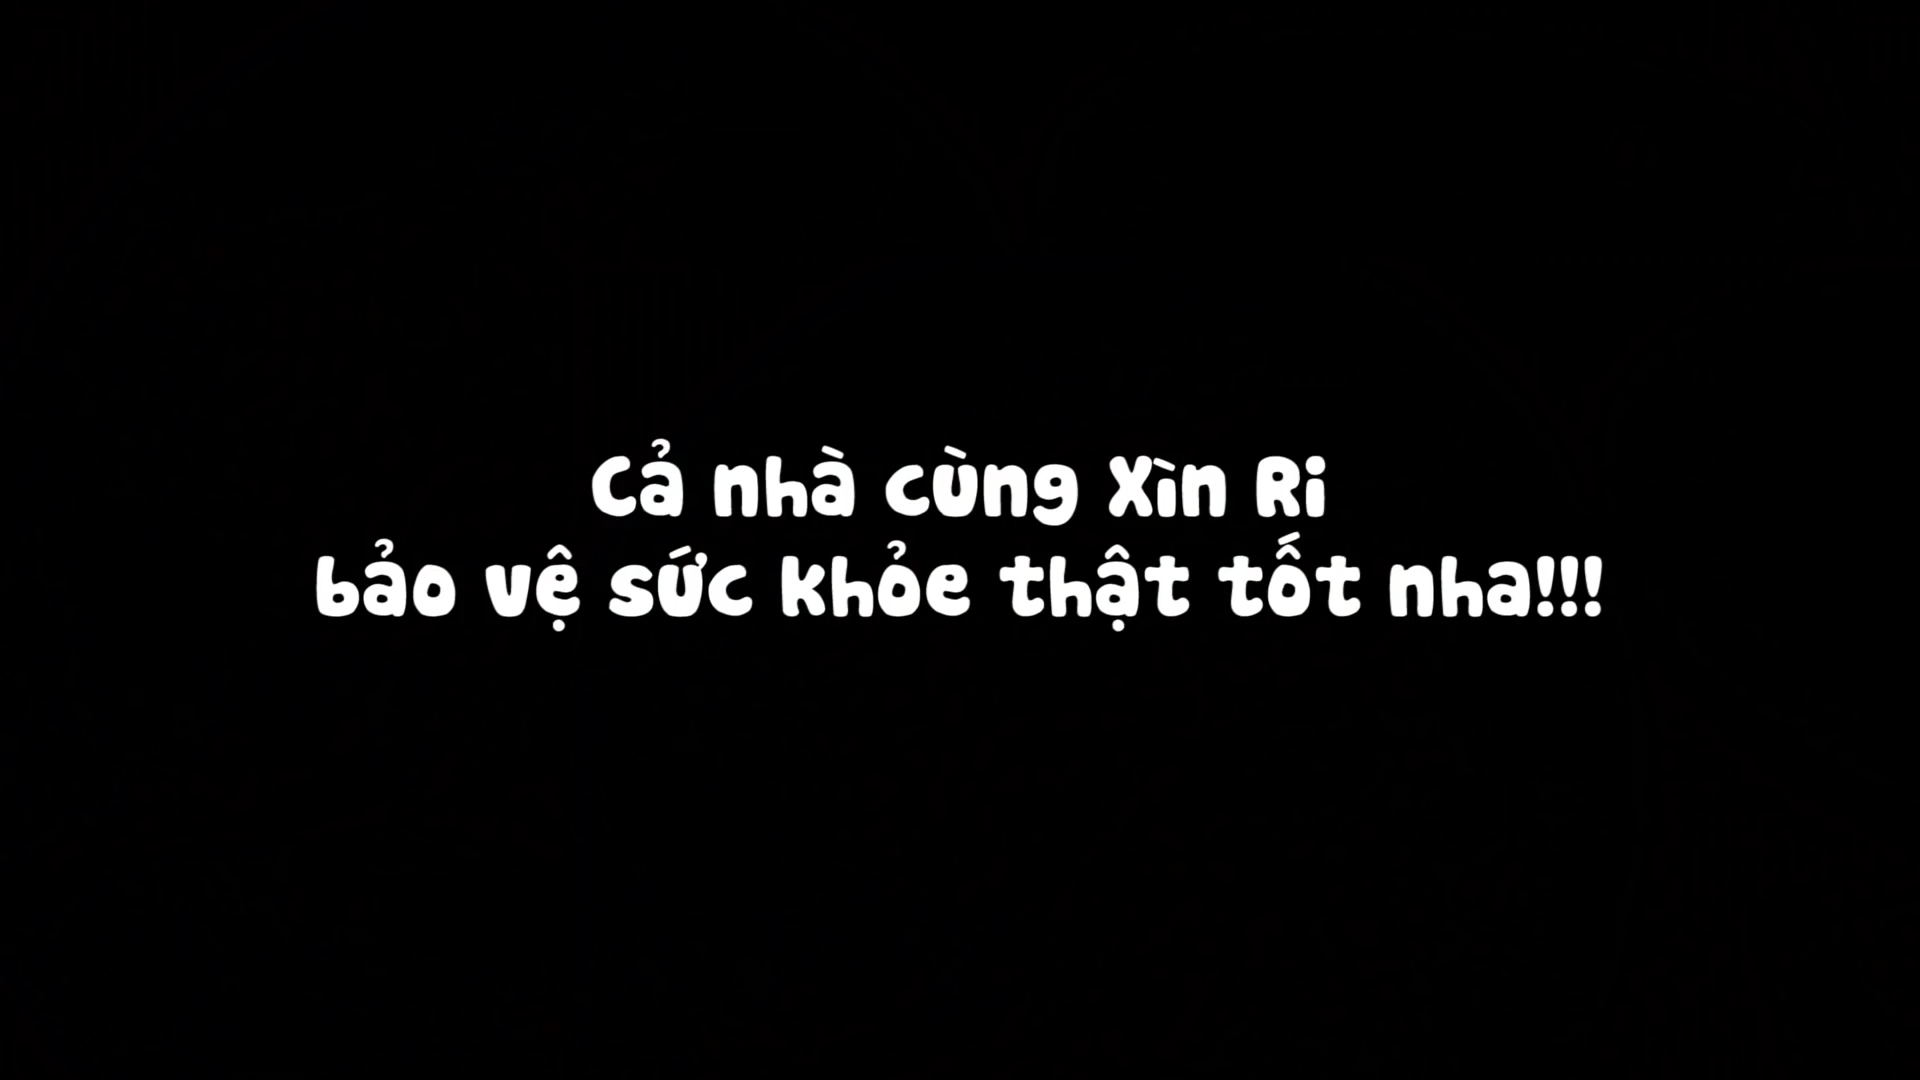 Cả nhà cùng Xìn Ri
bảo vệ sức khỏe thật tốt nha!!!